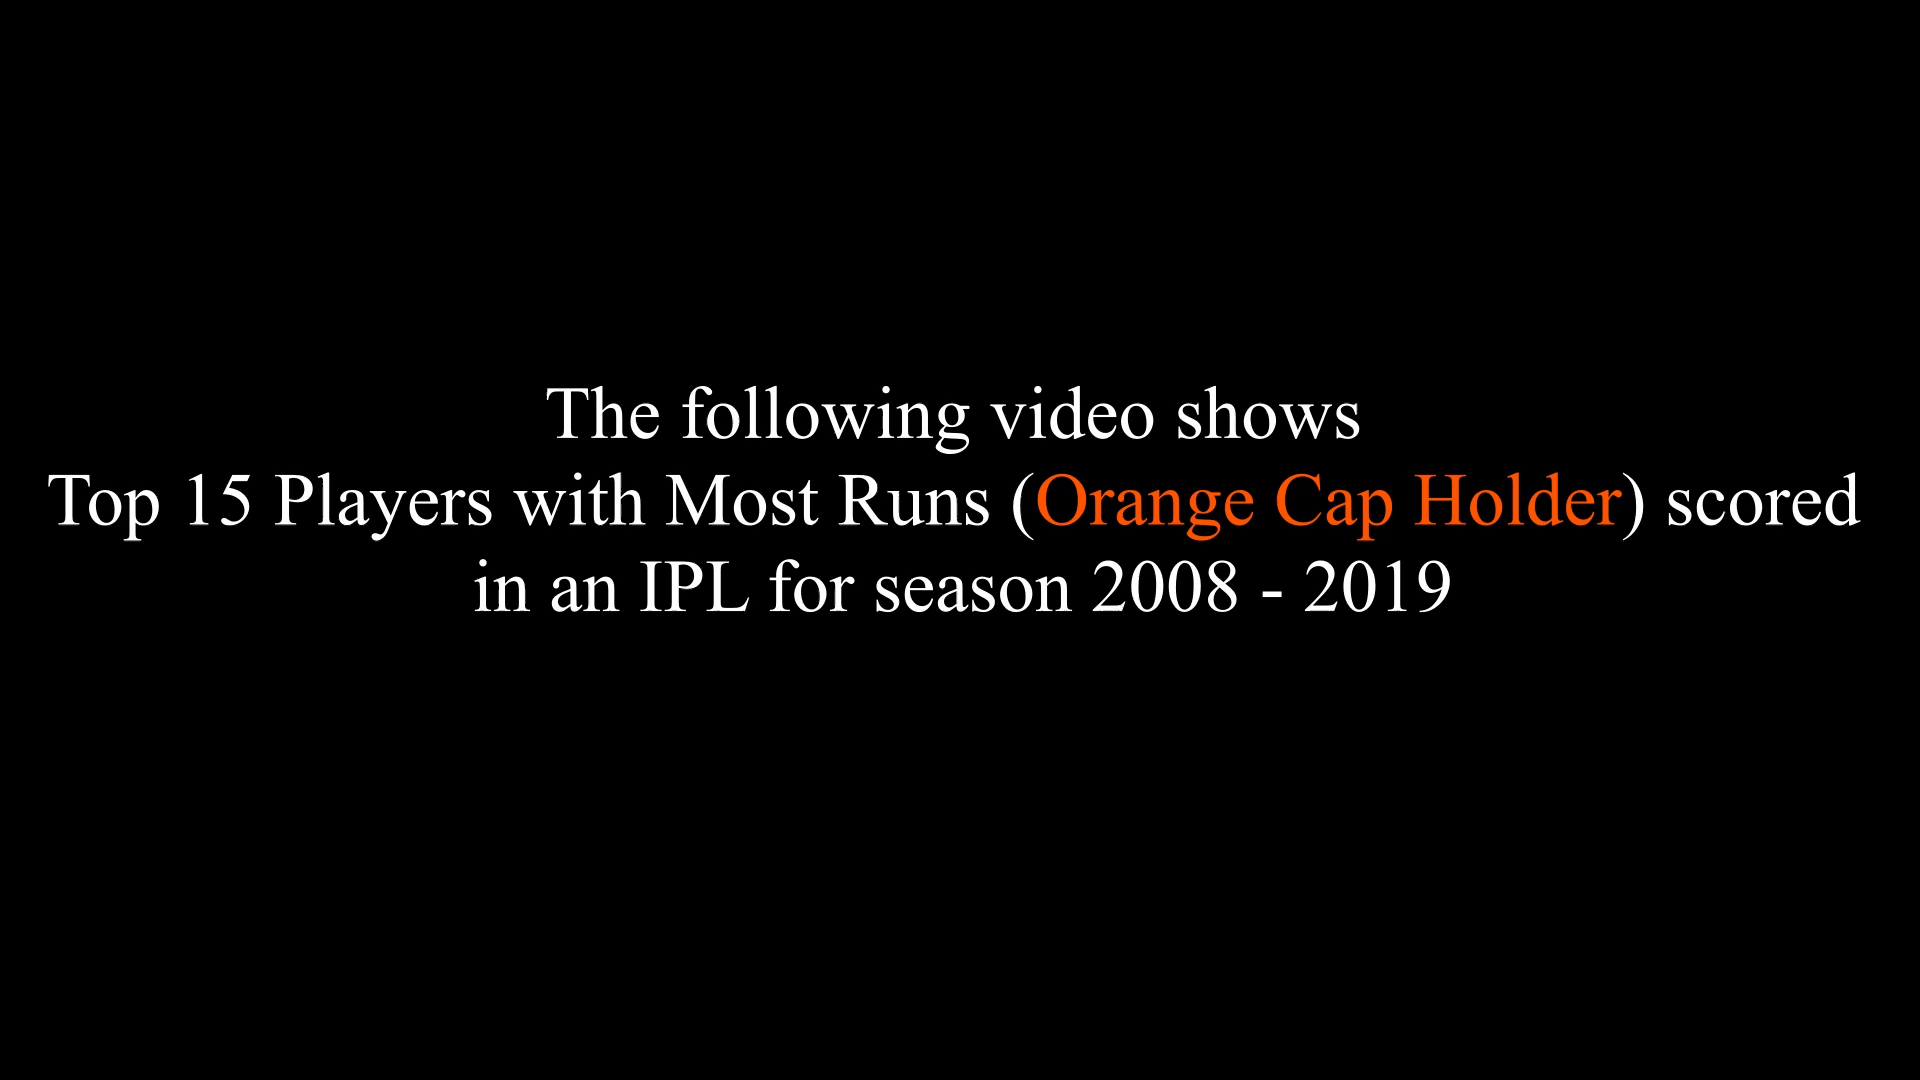 The following video shows
Top 15 Players with Most Runs (Orange Cap Holder) scored
in an IPL for season 2008 - 2019